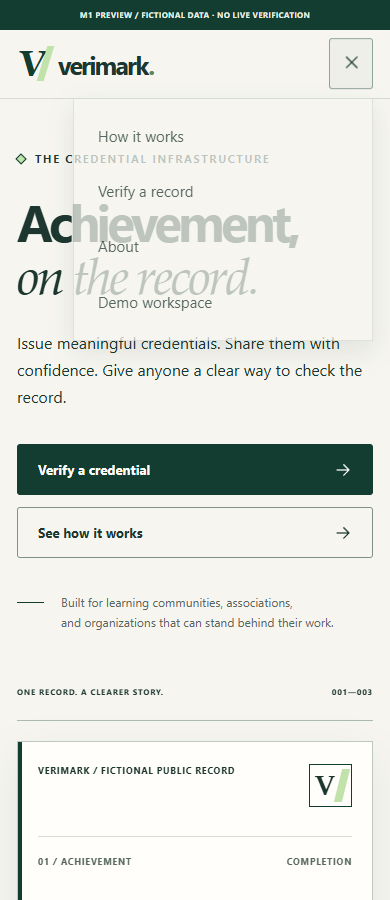 M1 PREVIEW / FICTIONAL DATA · NO LIVE VERIFICATION
V verimark.
How it works
THE CREDENTIAL INFRASTRUCTURE
Verify a record
Achievement,
About
on the record.
Demo workspace
Issue meaningful credentials. Share them with
confidence. Give anyone a clear way to check the
record.
Verify a credential
See how it works
Built for learning communities, associations,
and organizations that can stand behind their work.
ONE RECORD. A CLEARER STORY. 001—003
VERIMARK / FICTIONAL PUBLIC RECORD V
01 / ACHIEVEMENT COMPLETION